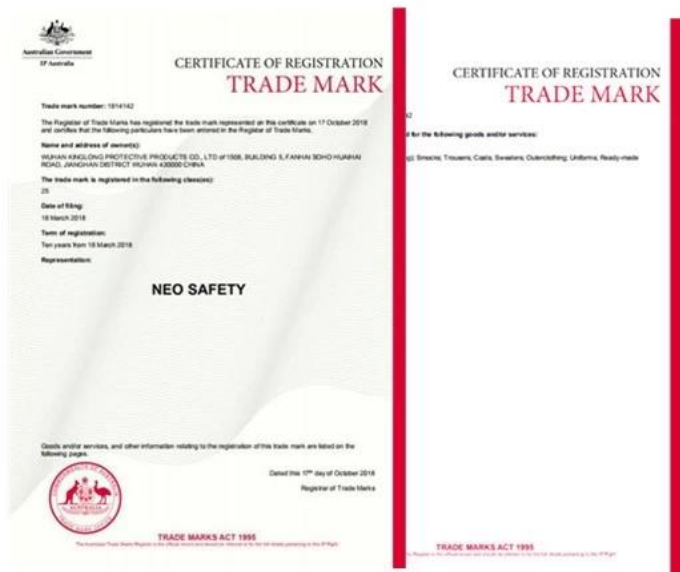 Australian Government
IP Australia
CERTIFICATE OF REGISTRATION
TRADE MARK
Trade mark number: 1914142
The Registrar of Trade Marks has registered the trade mark represented on this certificate on 17 October 2018
and certifies that the following particulars have been entered in the Register of Trade Marks.
Name and address of owner(s):
WUHAN KINGLONG PROTECTIVE PRODUCTS CO., LTD of 1508, BUILDING 5, FANHAI SOHO HUAIHAI
ROAD, JIANGHAN DISTRICT WUHAN 430000 CHINA
The trade mark is registered in the following class(es):
25
Date of filing:
18 March 2018
Term of registration:
Ten years from 18 March 2018
Representation:
NEO SAFETY
Goods and/or services, and other information relating to the registration of this trade mark are listed on the
following pages.
Dated this 17th day of October 2018
Registrar of Trade Marks
AUSTRALIA
TRADE MARKS ACT 1995
CERTIFICATE OF REGISTRATION
TRADE MARK
d for the following goods and/or services:
Smocks; Trousers; Coats; Sweaters; Outerclothing; Uniforms; Ready-made
TRADE MARKS ACT 1995